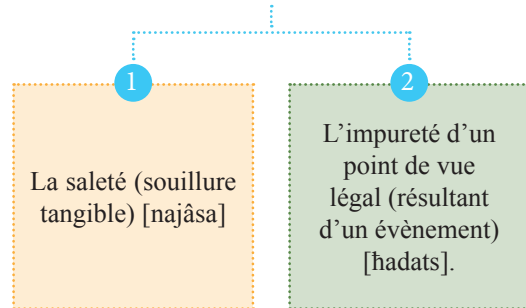 1
La saleté (souillure
tangible) [najâsa]
2
L’impureté d’un
point de vue
légal (résultant
d’un évènement)
[ħadats].